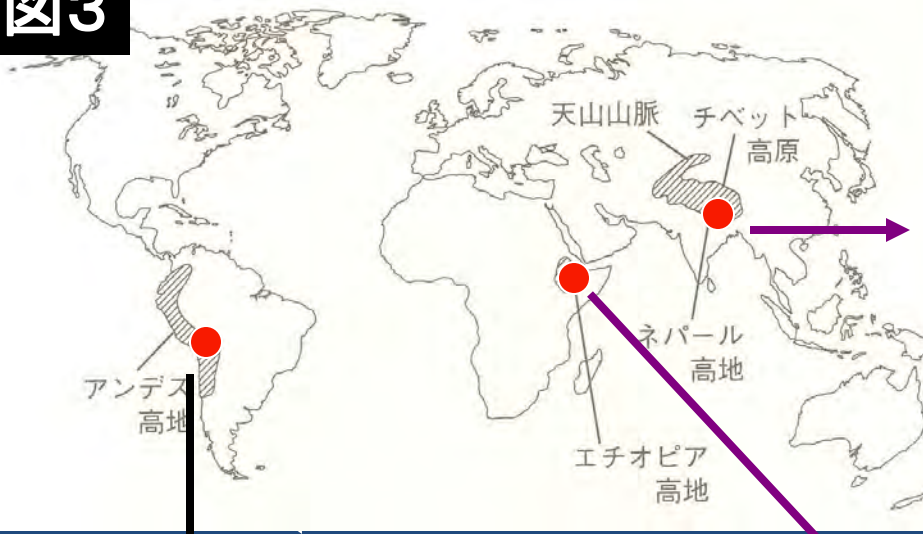 図3
天山山脈
チベット
高原
ネパール
高地
アンデス
高地
エチオピア
高地